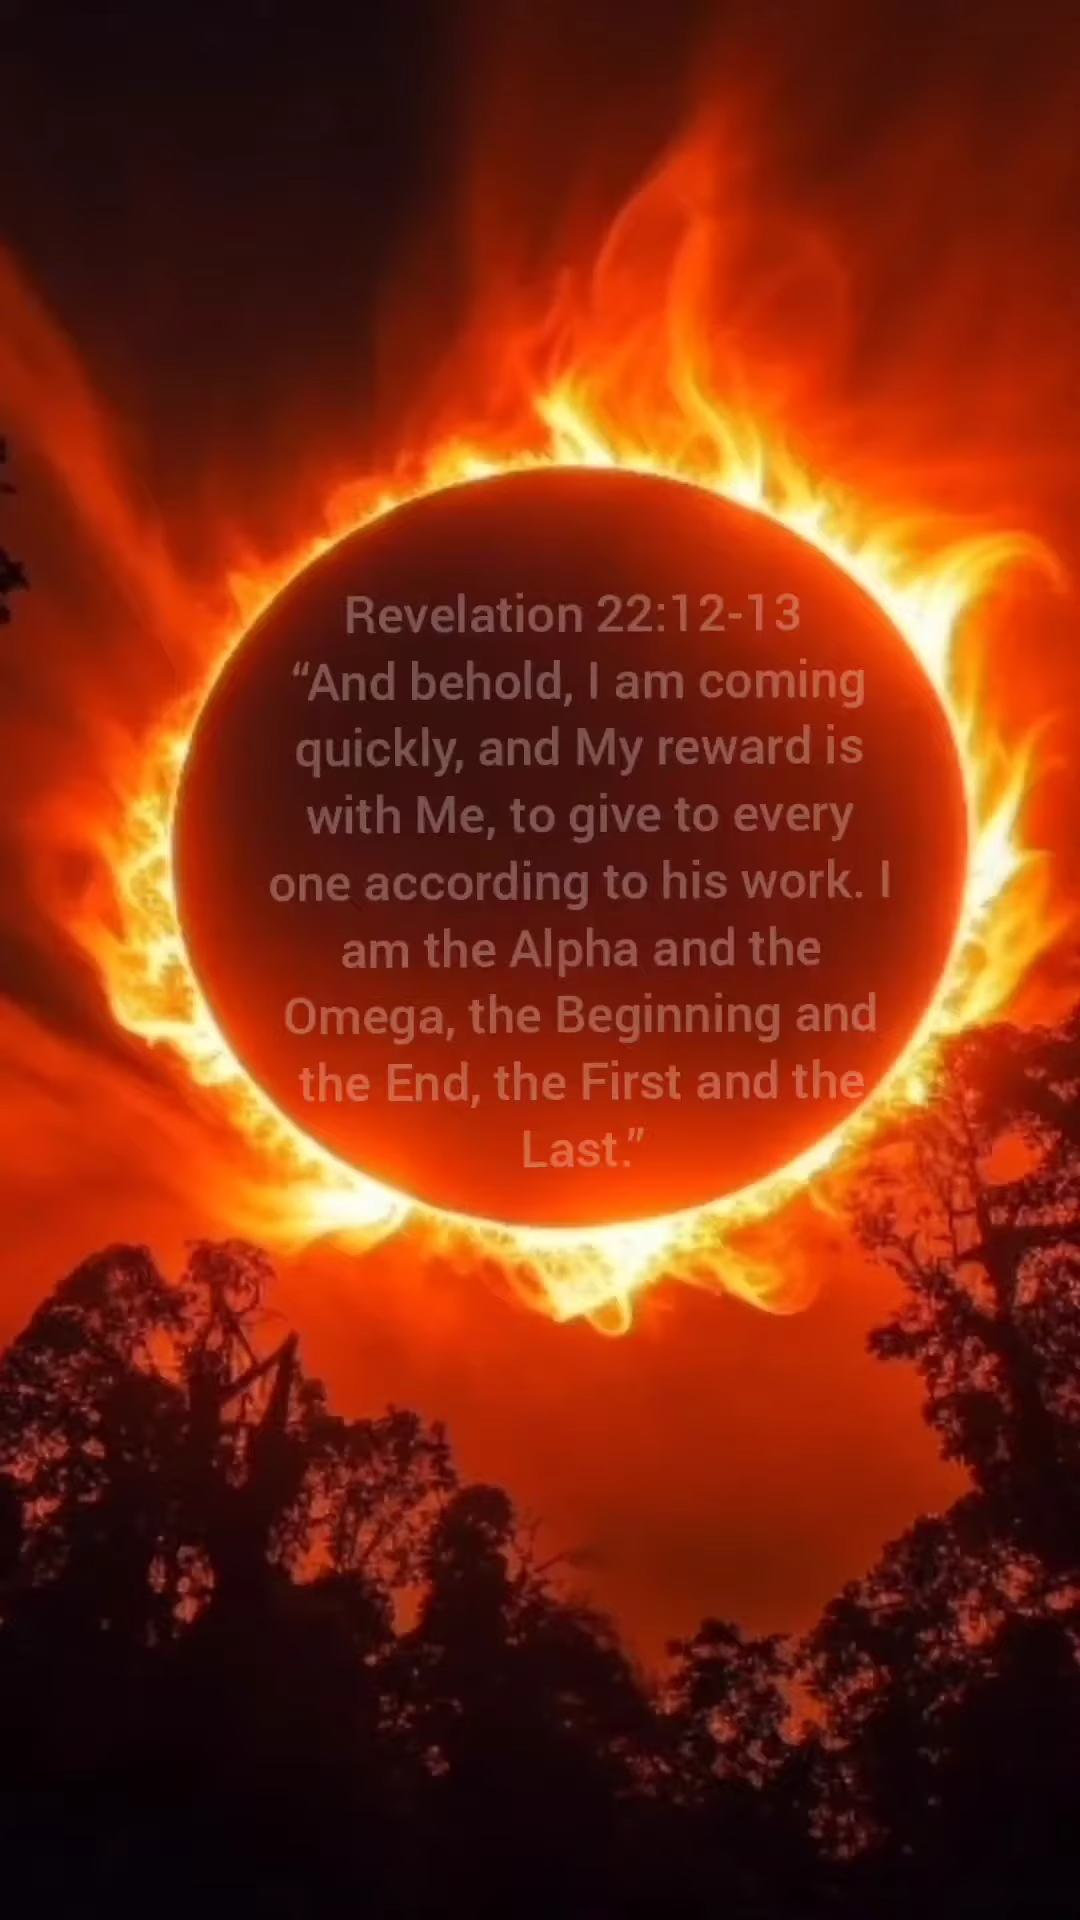 Revelation 22:12-13
“And behold, I am coming
quickly, and My reward is
with Me, to give to every
one according to his work. I
am the Alpha and the
Omega, the Beginning and
the End, the First and the
Last.”